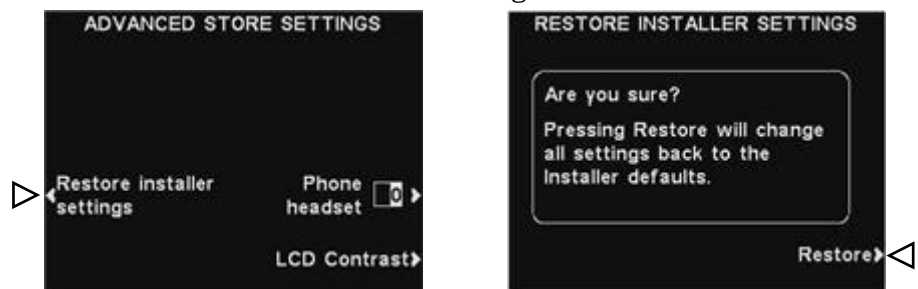 ADVANCED STORE SETTINGS
Restore installer
settings
Phone
headset 0
LCD Contrast
RESTORE INSTALLER SETTINGS
Are you sure?
Pressing Restore will change
all settings back to the
Installer defaults.
Restore